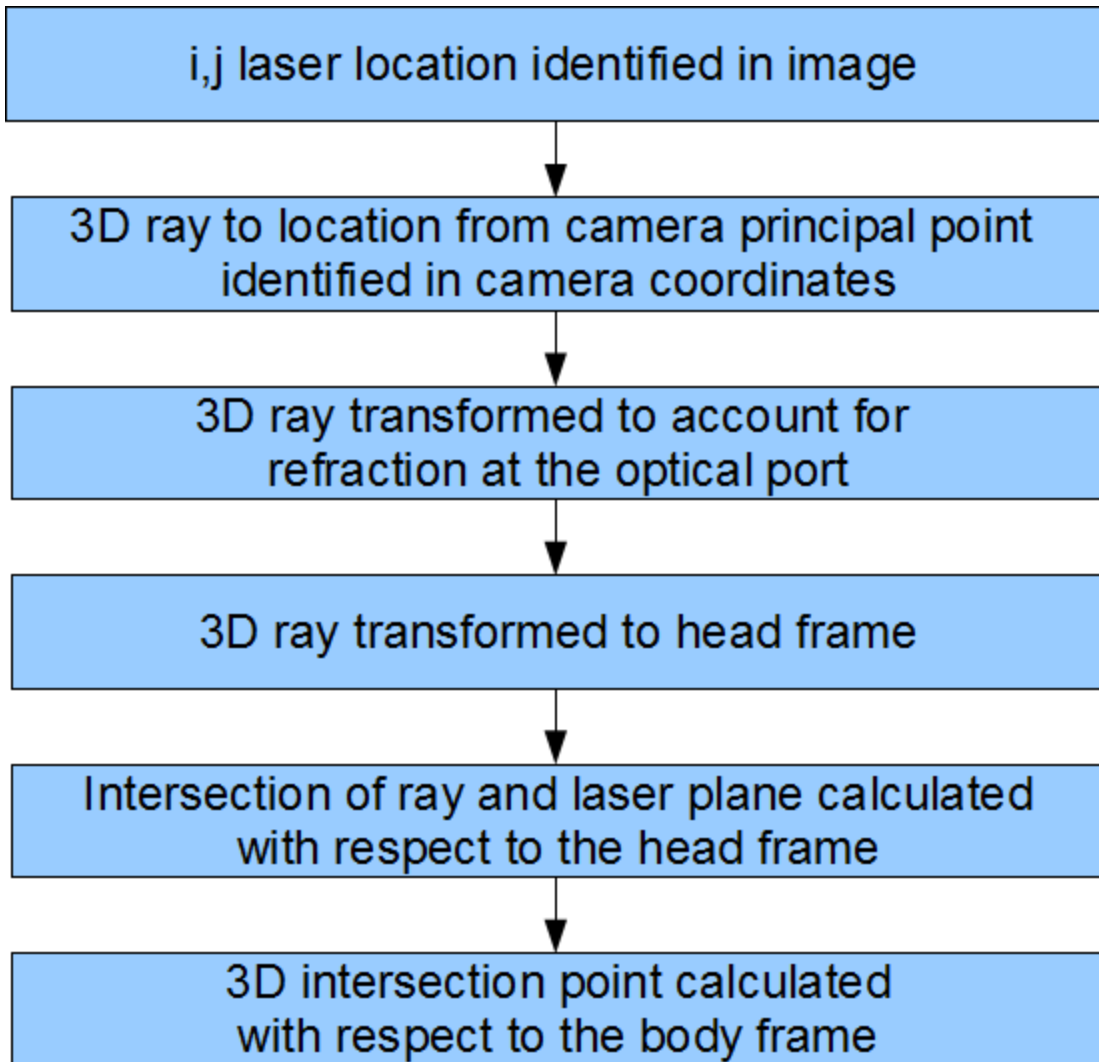 i,j laser location identified in image
3D ray to location from camera principal point
identified in camera coordinates
3D ray transformed to account for
refraction at the optical port
3D ray transformed to head frame
Intersection of ray and laser plane calculated
with respect to the head frame
3D intersection point calculated
with respect to the body frame